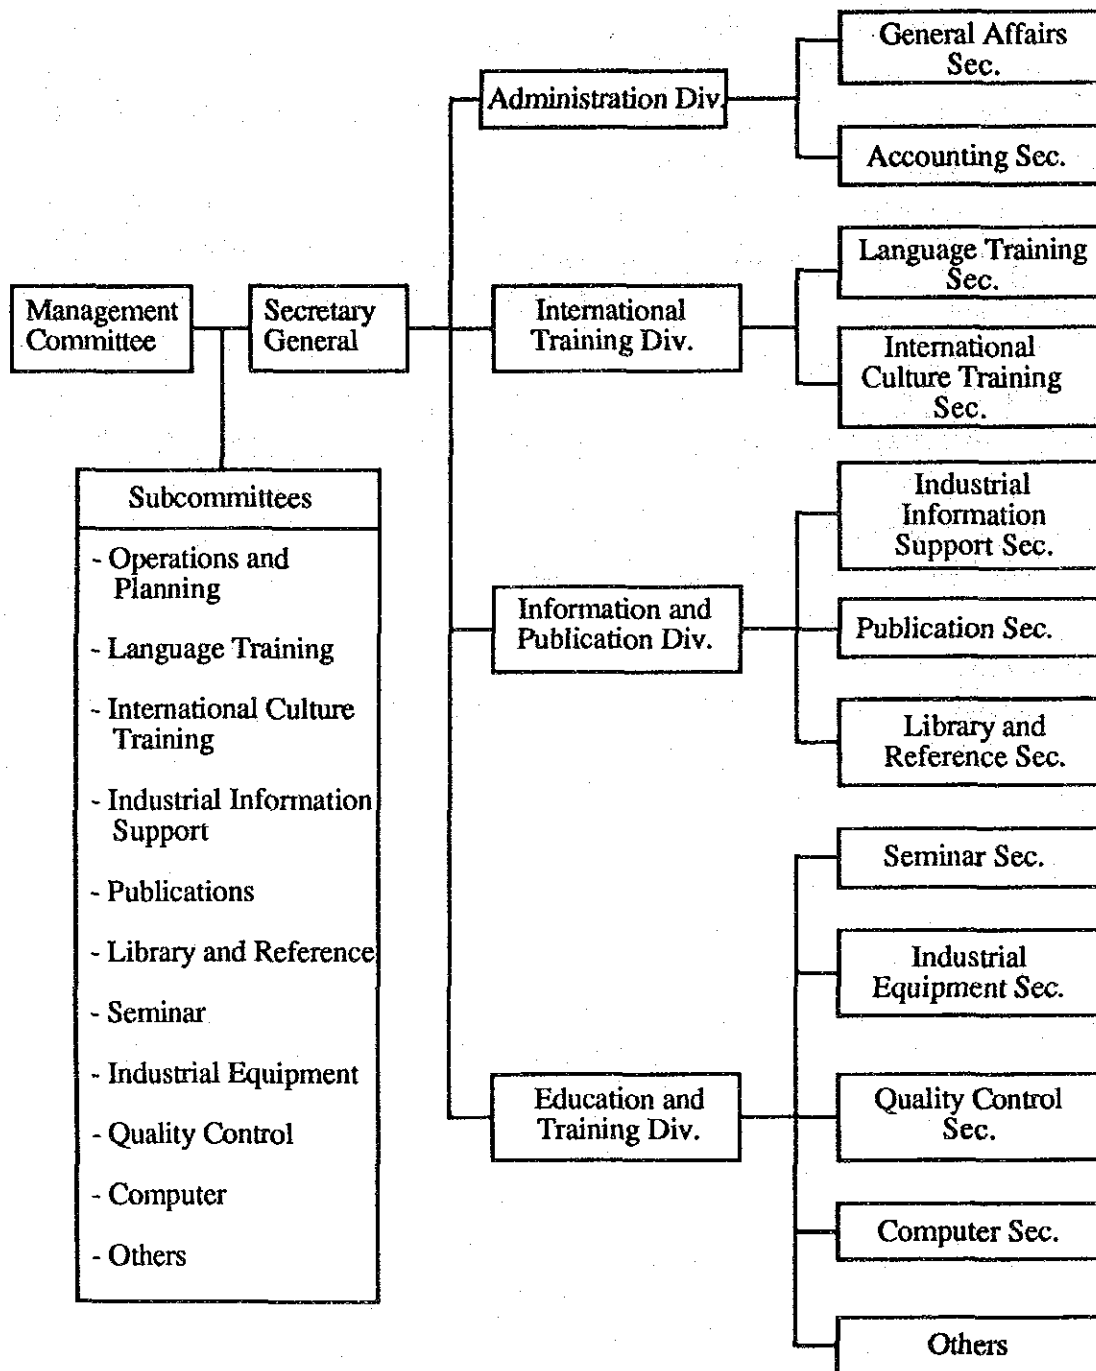 Management
Committee
Secretary
General
Subcommittees
- Operations and
Planning
- Language Training
- International Culture
Training
- Industrial Information
Support
- Publications
- Library and Reference
- Seminar
- Industrial Equipment
- Quality Control
- Computer
- Others
Administration Div.
General Affairs
Sec.
Accounting Sec.
International
Training Div.
Language Training
Sec.
International
Culture Training
Sec.
Information and
Publication Div.
Industrial
Information
Support Sec.
Publication Sec.
Library and
Reference Sec.
Education and
Training Div.
Seminar Sec.
Industrial
Equipment Sec.
Quality Control
Sec.
Computer Sec.
Others